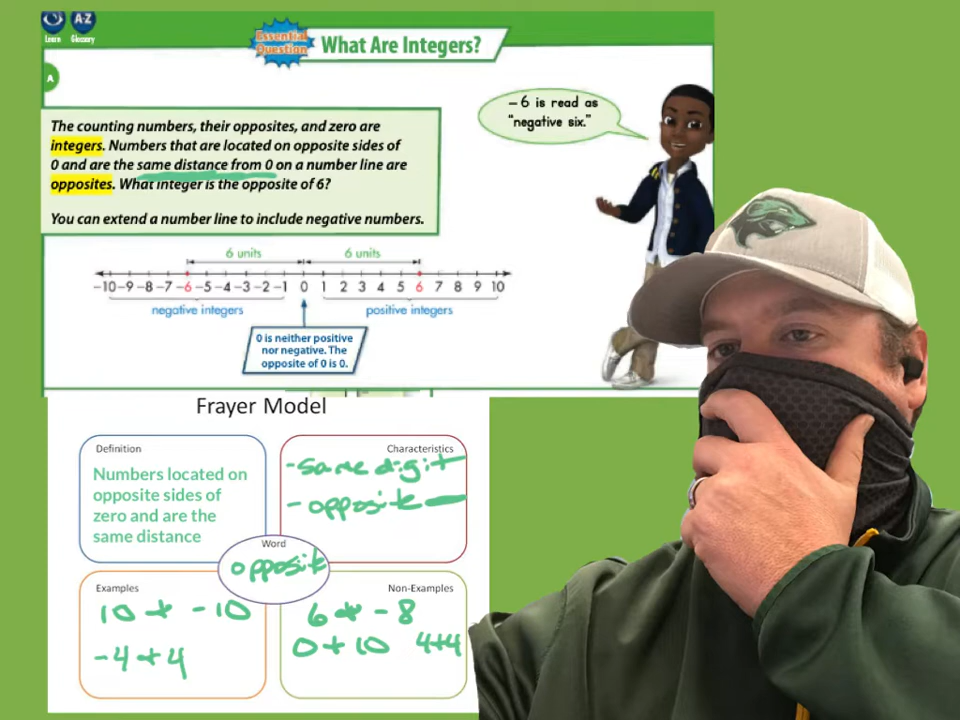 Learn
A-Z
Glossary
Essential
Question
What Are Integers?
A
The counting numbers, their opposites, and zero are
integers. Numbers that are located on opposite sides of
0 and are the same distance from 0 on a number line are
opposites. What integer is the opposite of 6?
You can extend a number line to include negative numbers.
–6 is read as
"negative six."
6 units 6 units
–10 –9 –8 –7 –6 –5 –4 –3 –2 –1 0 1 2 3 4 5 6 7 8 9 10
negative integers positive integers
0 is neither positive
nor negative. The
opposite of 0 is 0.
Frayer Model
Definition
Numbers located on
opposite sides of
zero and are the
same distance
Characteristics
- same digit
- opposite –
Word
opposite
Examples
10 + -10
-4 + 4
Non-Examples
6 + -8
0 + 10 4+4